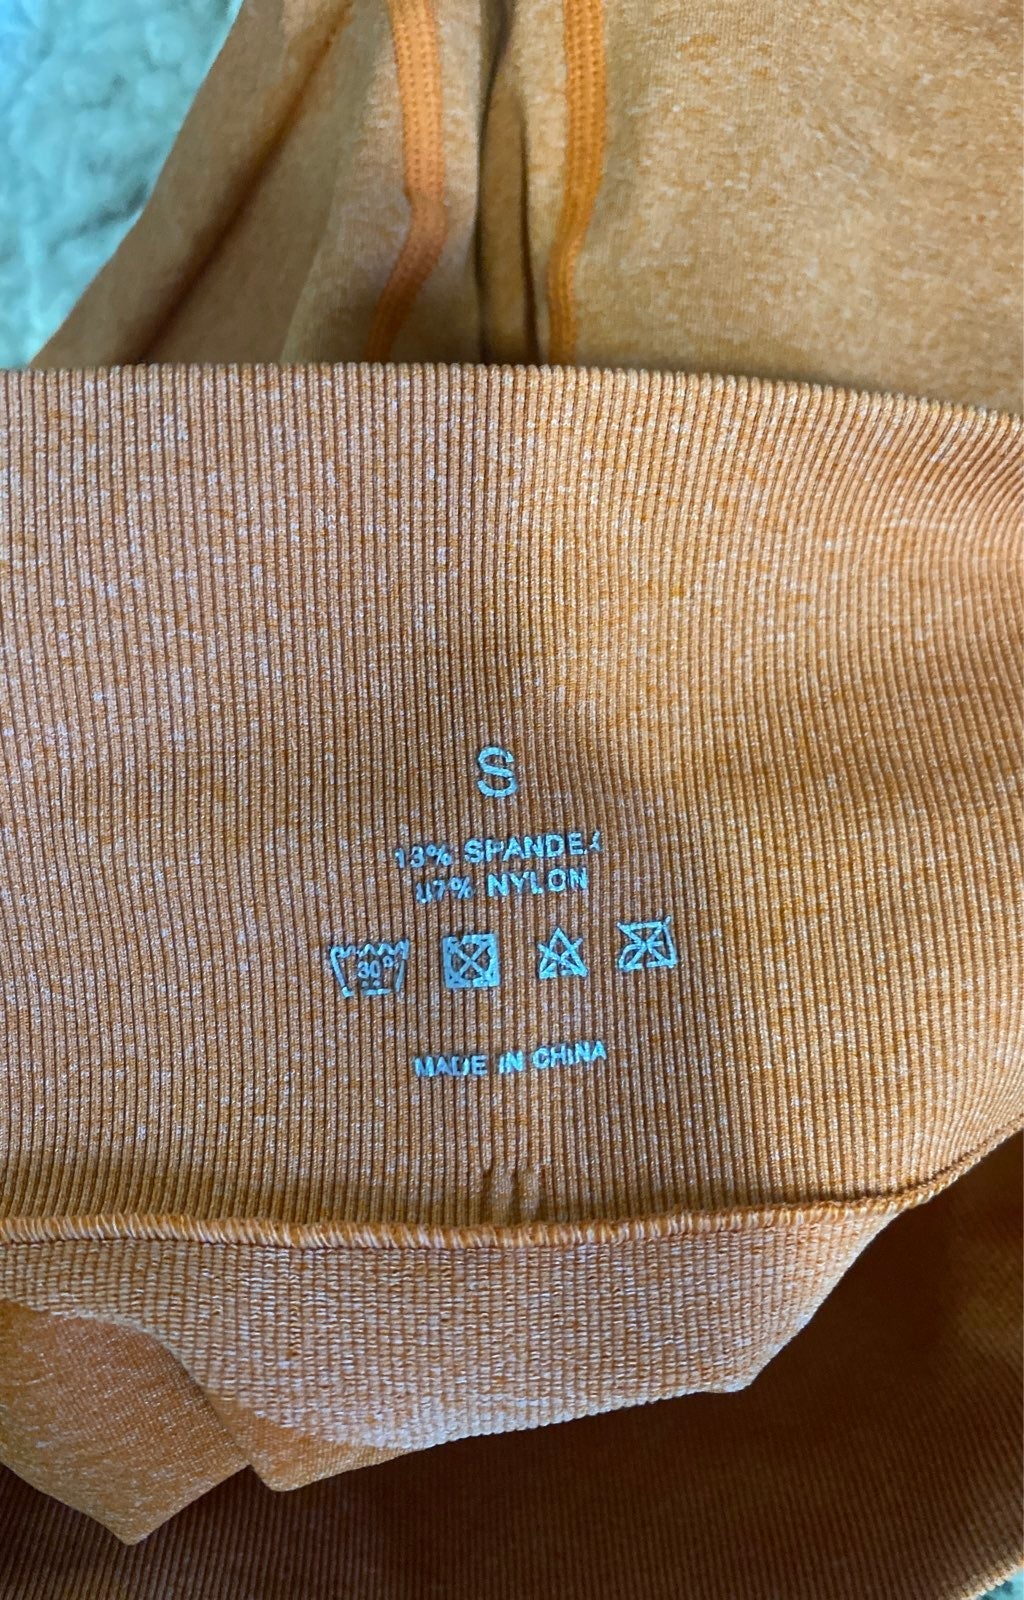 S
13% SPANDEX
87% NYLON
30°
MADE IN CHINA